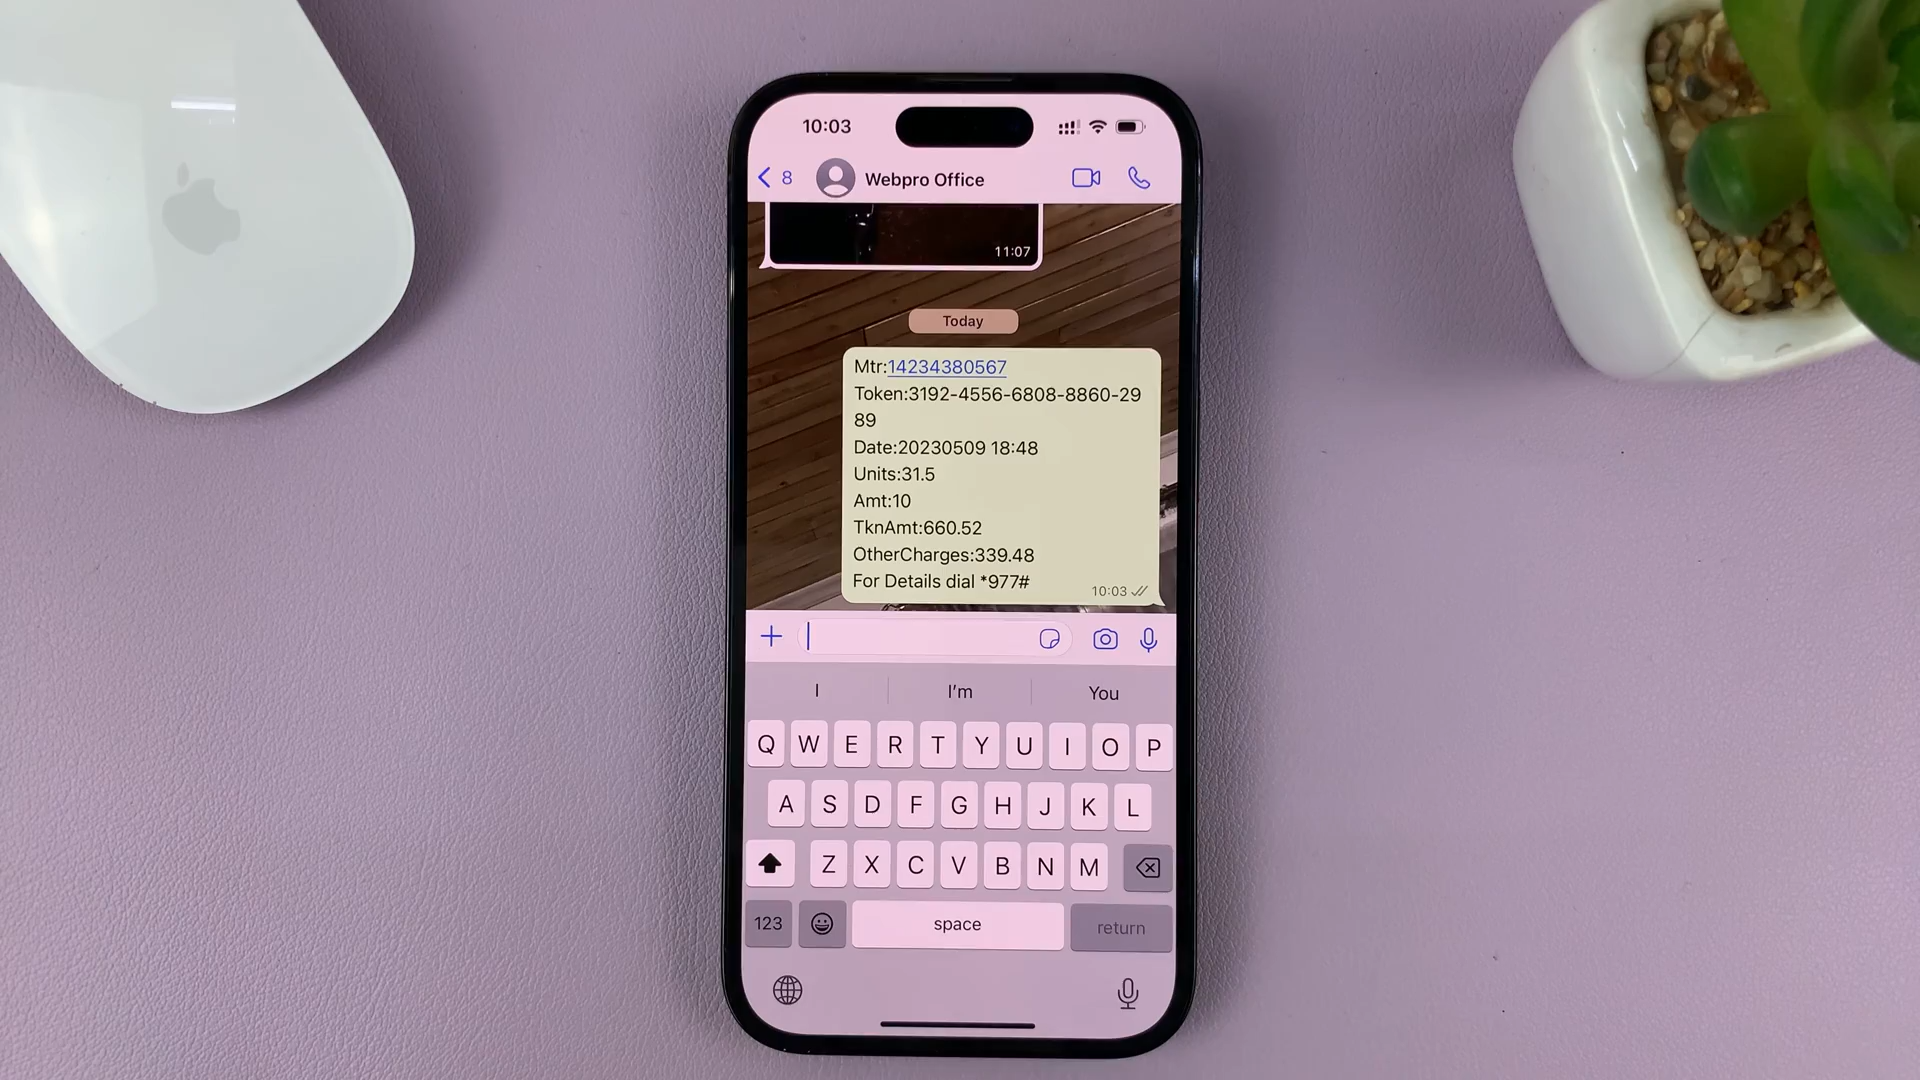 10:03
8 Webpro Office
11:07
Today
Mtr:14234380567
Token:3192-4556-6808-8860-29
89
Date:20230509 18:48
Units:31.5
Amt:10
TknAmt:660.52
OtherCharges:339.48
For Details dial *977#
10:03
I I'm You
Q W E R T Y U I O P
A S D F G H J K L
Z X C V B N M
123 space return